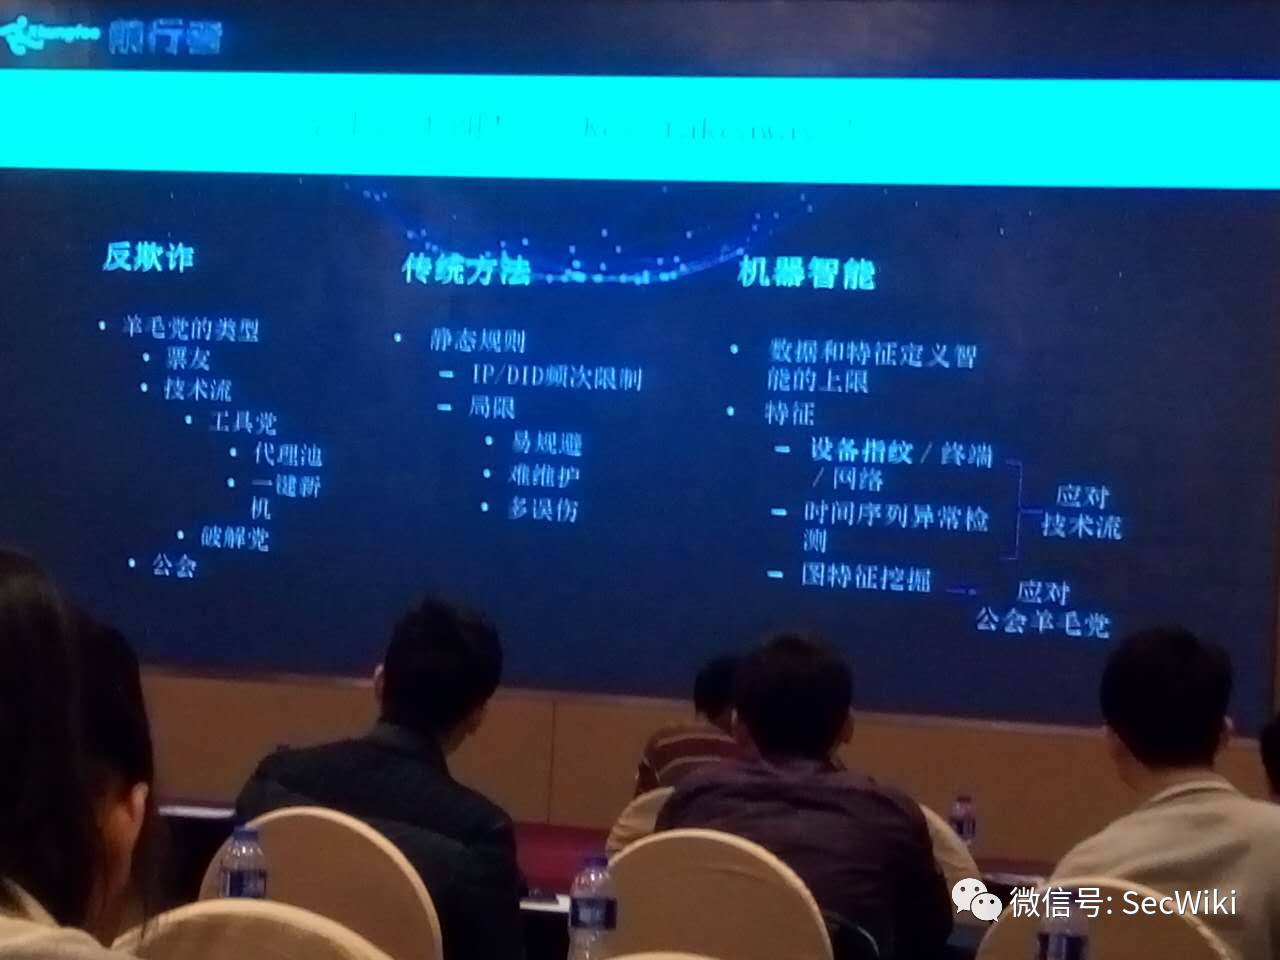 前行者
反欺诈
• 羊毛党的类型
• 票友
• 技术流
• 工具党
• 代理池
• 一键新
机
• 破解党
• 公会
传统方法
• 静态规则
– IP/DID频次限制
– 局限
• 易规避
• 难维护
• 多误伤
机器智能
• 数据和特征定义智
能的上限
• 特征
– 设备指纹 / 终端
/ 网络
– 时间序列异常检
测
– 图特征挖掘
应对
技术流
应对
公会羊毛党
微信号: SecWiki